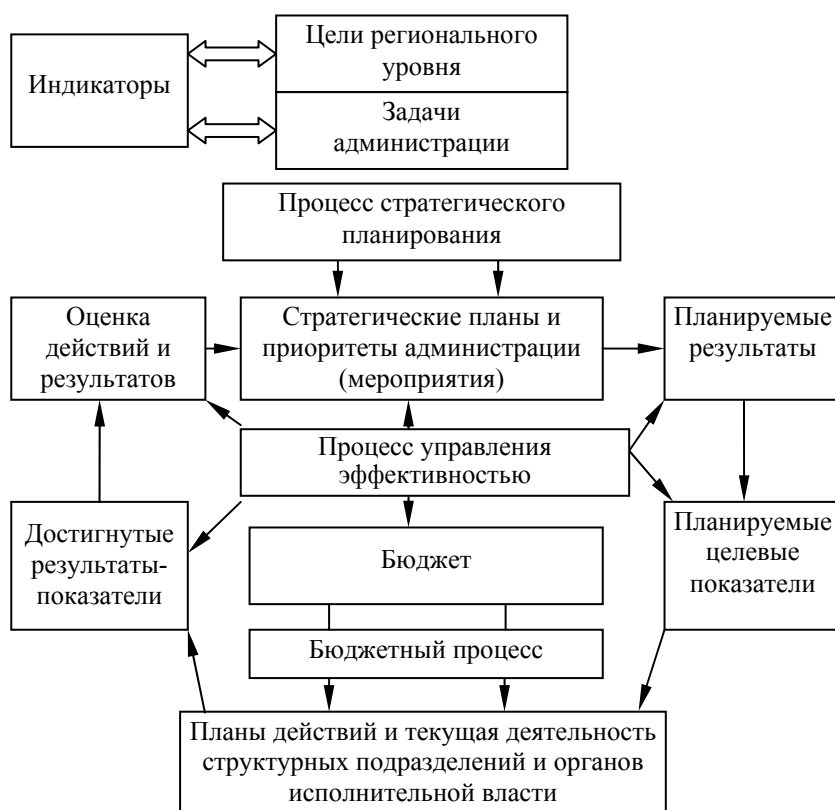 Цели регионального
уровня
Индикаторы
Задачи
администрации
Процесс стратегического
планирования
Оценка
действий и
результатов
Стратегические планы и
приоритеты администрации
(мероприятия)
Планируемые
результаты
Процесс управления
эффективностью
Достигнутые
результаты-
показатели
Бюджет
Планируемые
целевые
показатели
Бюджетный процесс
Планы действий и текущая деятельность
структурных подразделений и органов
исполнительной власти